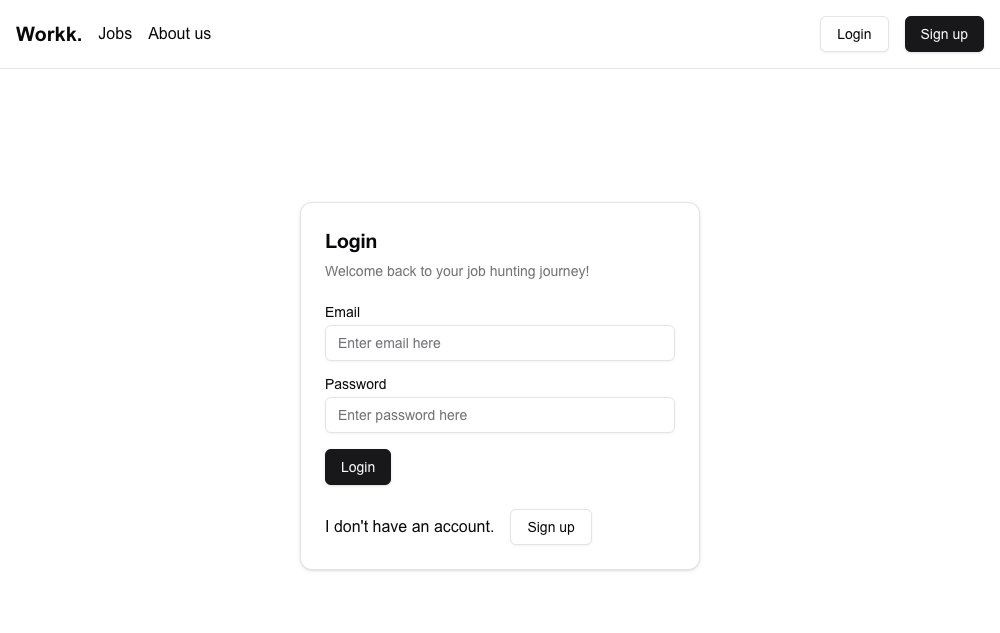 Workk. Jobs About us Login Sign up
Login
Welcome back to your job hunting journey!
Email
Enter email here
Password
Enter password here
Login
I don't have an account. Sign up